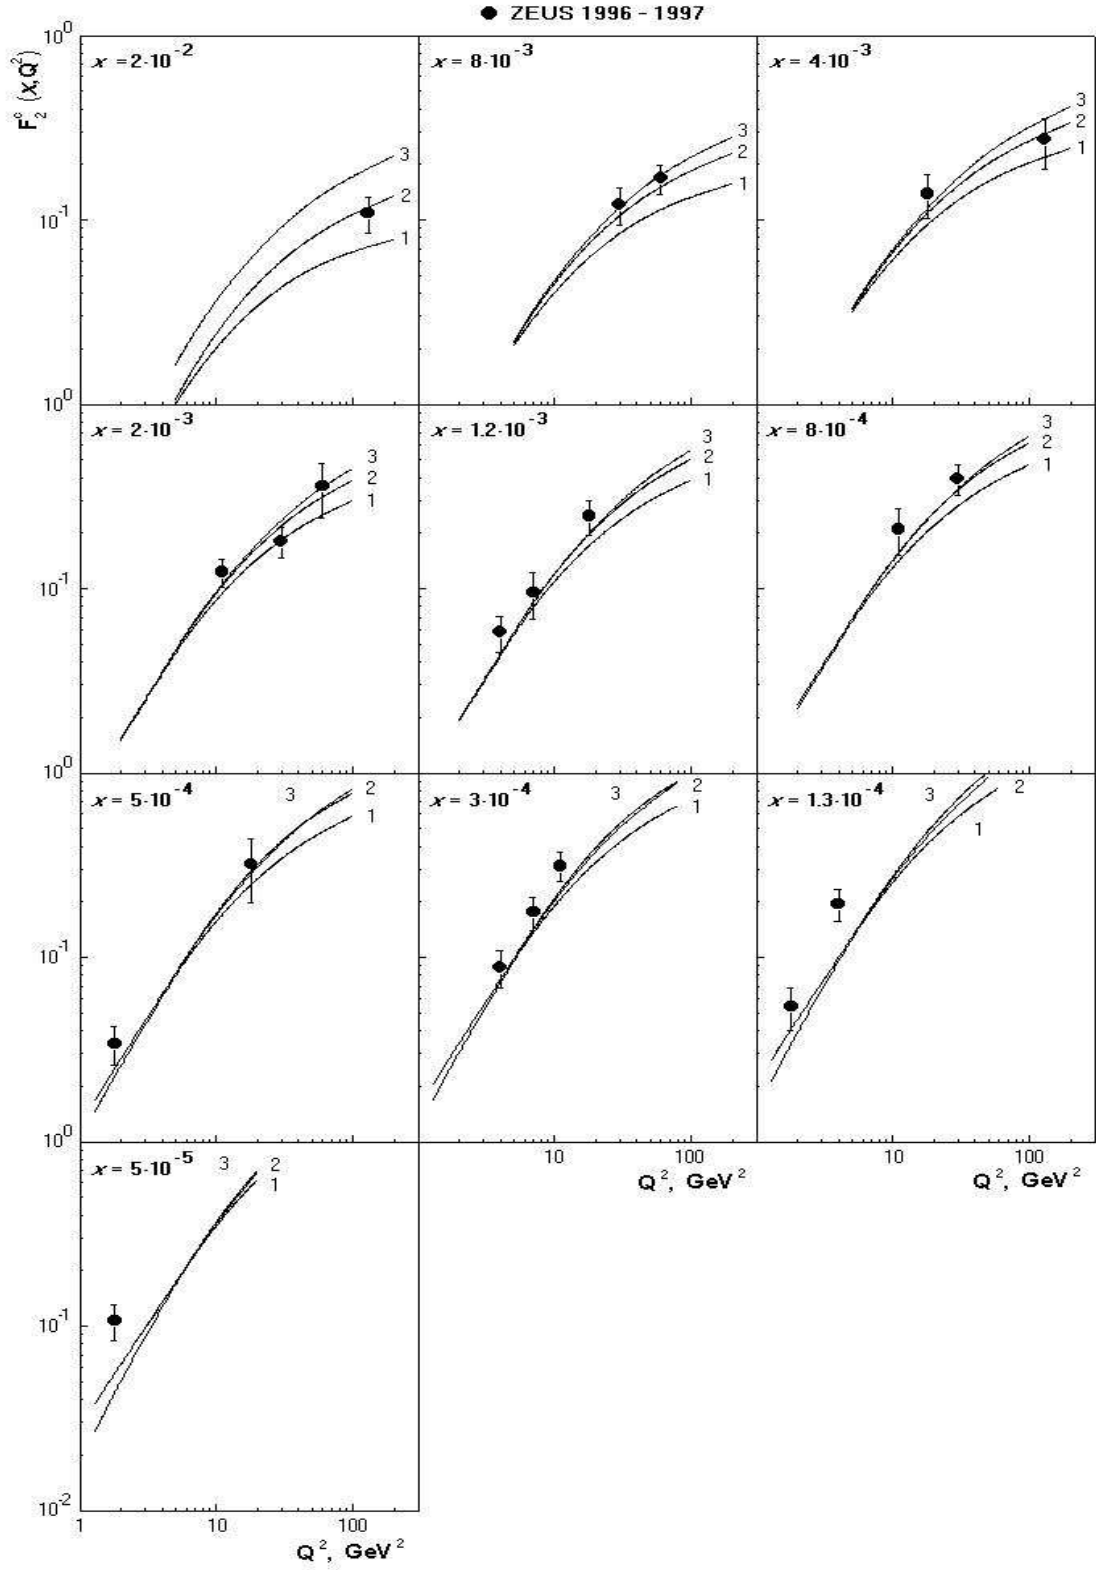 ZEUS 1996 - 1997
F₂ᶜ (x,Q²)
10⁰
x = 2·10⁻²
x = 8·10⁻³
x = 4·10⁻³
3
2
1
3
2
1
3
2
1
10⁻¹
10⁰
x = 2·10⁻³
x = 1.2·10⁻³
x = 8·10⁻⁴
3
2
1
3
2
1
3
2
1
10⁻¹
10⁰
x = 5·10⁻⁴
x = 3·10⁻⁴
x = 1.3·10⁻⁴
3
2
1
3
2
1
3
2
1
10⁻¹
10⁰
10 100
10 100
Q², GeV²
Q², GeV²
x = 5·10⁻⁵
3
2
1
10⁻¹
10⁻²
1 10 100
Q², GeV²